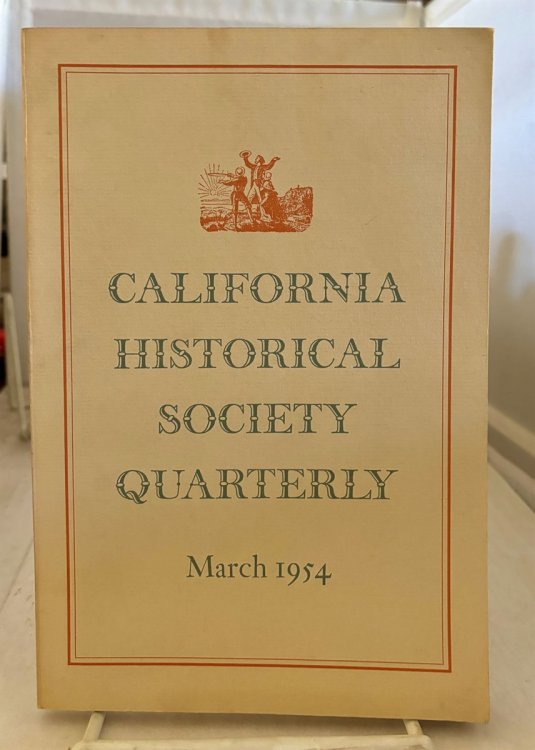 CALIFORNIA
HISTORICAL
SOCIETY
QUARTERLY
March 1954